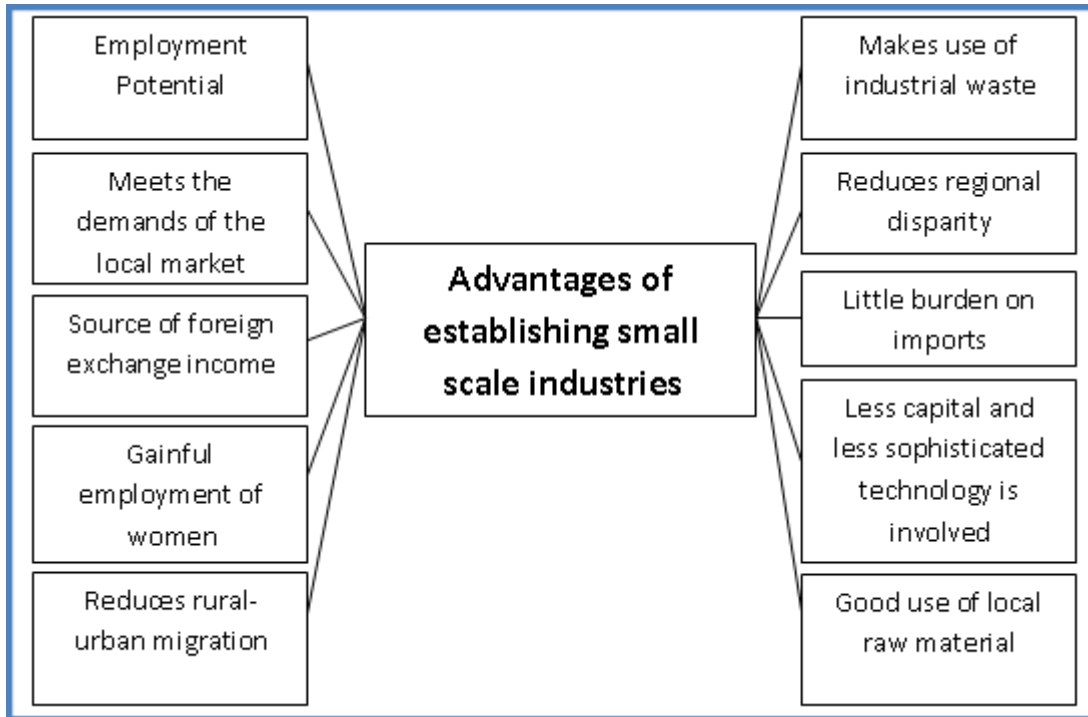 Employment
Potential
Meets the
demands of the
local market
Source of foreign
exchange income
Gainful
employment of
women
Reduces rural-
urban migration
Advantages of
establishing small
scale industries
Makes use of
industrial waste
Reduces regional
disparity
Little burden on
imports
Less capital and
less sophisticated
technology is
involved
Good use of local
raw material